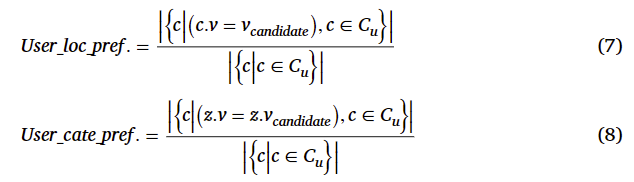 User_loc_pref. = |{c|(c.v = v_candidate), c ∈ C_u}| / |{c|c ∈ C_u}| (7)
User_cate_pref. = |{c|(z.v = z.v_candidate), c ∈ C_u}| / |{c|c ∈ C_u}| (8)